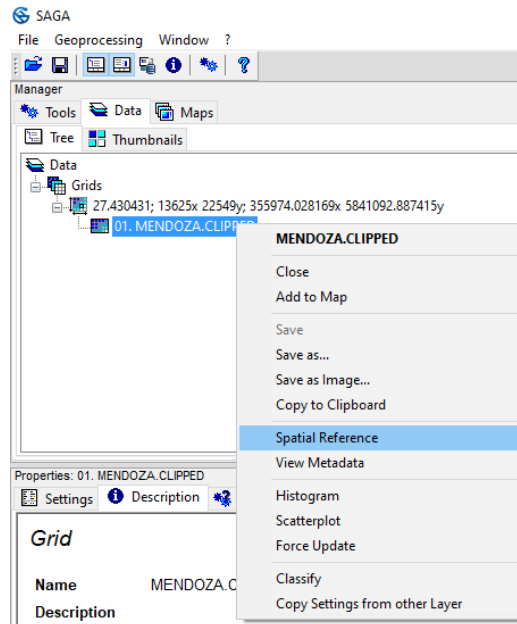 SAGA
File Geoprocessing Window ?
Manager
Tools Data Maps
Tree Thumbnails
Data
Grids
27.430431; 13625x 22549y; 355974.028169x 5841092.887415y
01. MENDOZA.CLIPPED
MENDOZA.CLIPPED
Close
Add to Map
Save
Save as...
Save as Image...
Copy to Clipboard
Spatial Reference
View Metadata
Histogram
Scatterplot
Force Update
Classify
Copy Settings from other Layer
Properties: 01. MENDOZA.CLIPPED
Settings Description
Grid
Name MENDOZA.C
Description